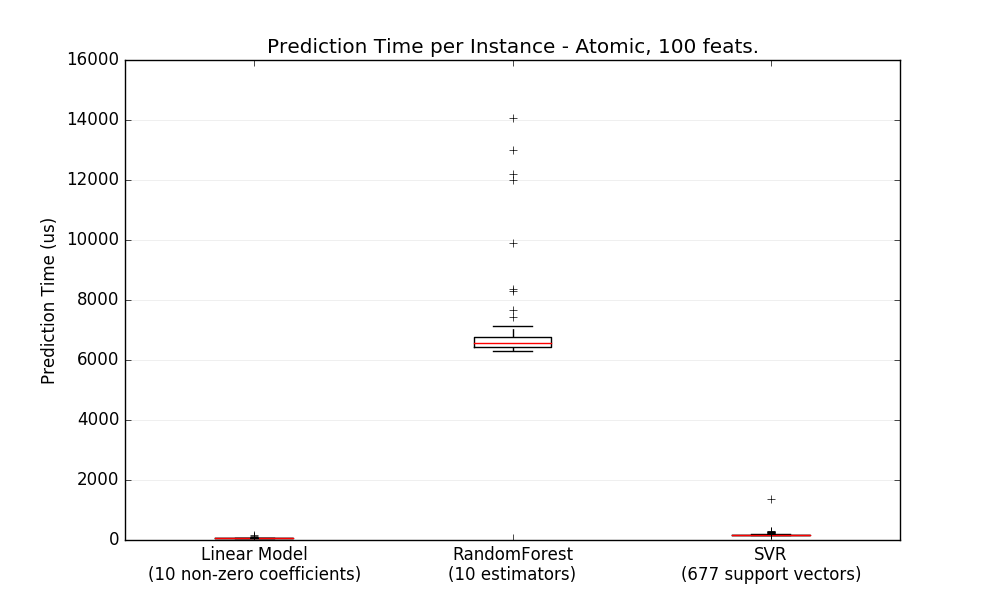 Prediction Time per Instance - Atomic, 100 feats.
16000
14000
12000
10000
8000
6000
4000
2000
0
Prediction Time (us)
Linear Model
(10 non-zero coefficients)
RandomForest
(10 estimators)
SVR
(677 support vectors)